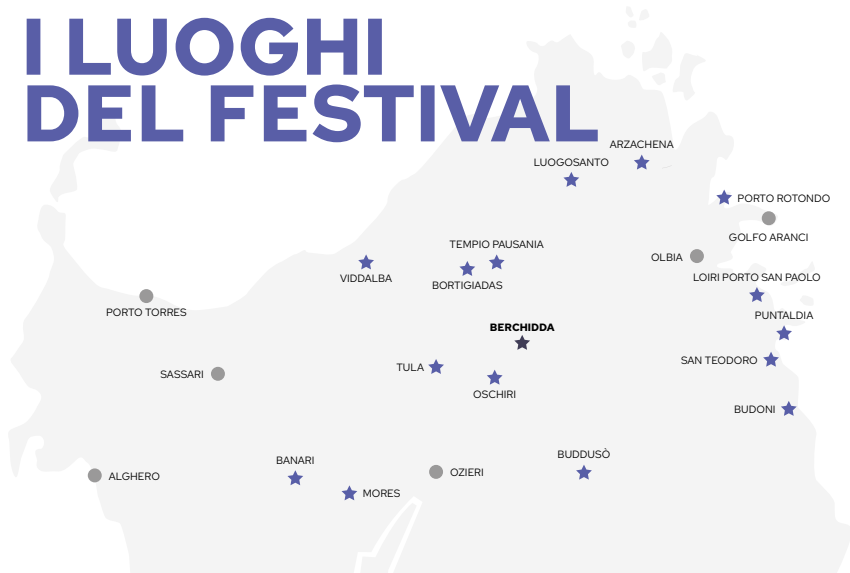 I LUOGHI
DEL FESTIVAL
ARZACHENA
LUOGOSANTO
PORTO ROTONDO
GOLFO ARANCI
TEMPIO PAUSANIA
OLBIA
VIDDALBA
BORTIGIADAS
LOIRI PORTO SAN PAOLO
PORTO TORRES
PUNTALDIA
BERCHIDDA
SAN TEODORO
TULA
SASSARI
OSCHIRI
BUDONI
BUDDUSÒ
BANARI
OZIERI
ALGHERO
MORES